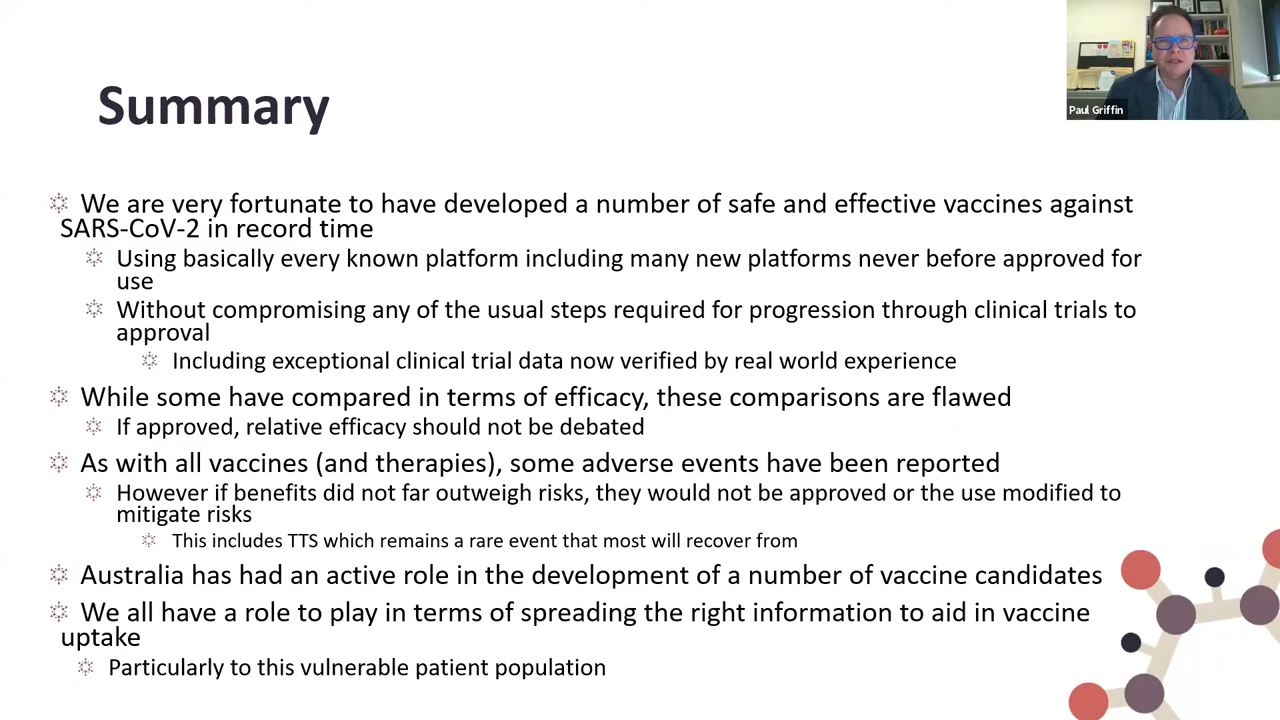 Paul Griffin
Summary
We are very fortunate to have developed a number of safe and effective vaccines against
SARS-CoV-2 in record time
Using basically every known platform including many new platforms never before approved for
use
Without compromising any of the usual steps required for progression through clinical trials to
approval
Including exceptional clinical trial data now verified by real world experience
While some have compared in terms of efficacy, these comparisons are flawed
If approved, relative efficacy should not be debated
As with all vaccines (and therapies), some adverse events have been reported
However if benefits did not far outweigh risks, they would not be approved or the use modified to
mitigate risks
This includes TTS which remains a rare event that most will recover from
Australia has had an active role in the development of a number of vaccine candidates
We all have a role to play in terms of spreading the right information to aid in vaccine
uptake
Particularly to this vulnerable patient population